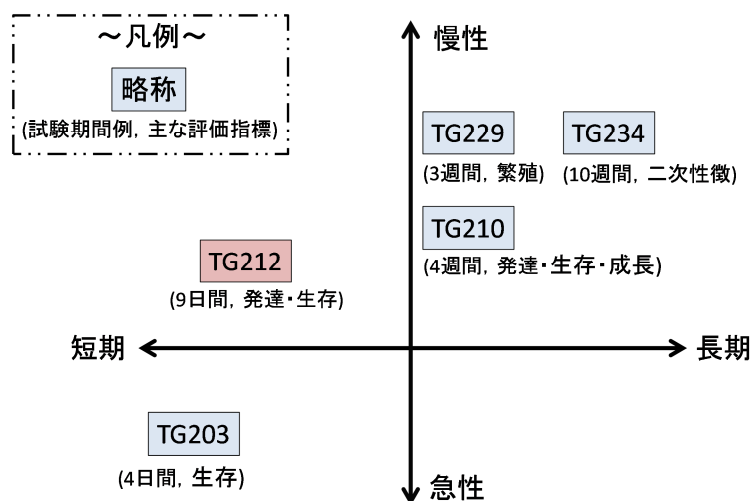 ～凡例～
略称
(試験期間例, 主な評価指標)
慢性
TG229
(3週間, 繁殖)
TG234
(10週間, 二次性徴)
TG210
(4週間, 発達・生存・成長)
TG212
(9日間, 発達・生存)
短期
長期
TG203
(4日間, 生存)
急性